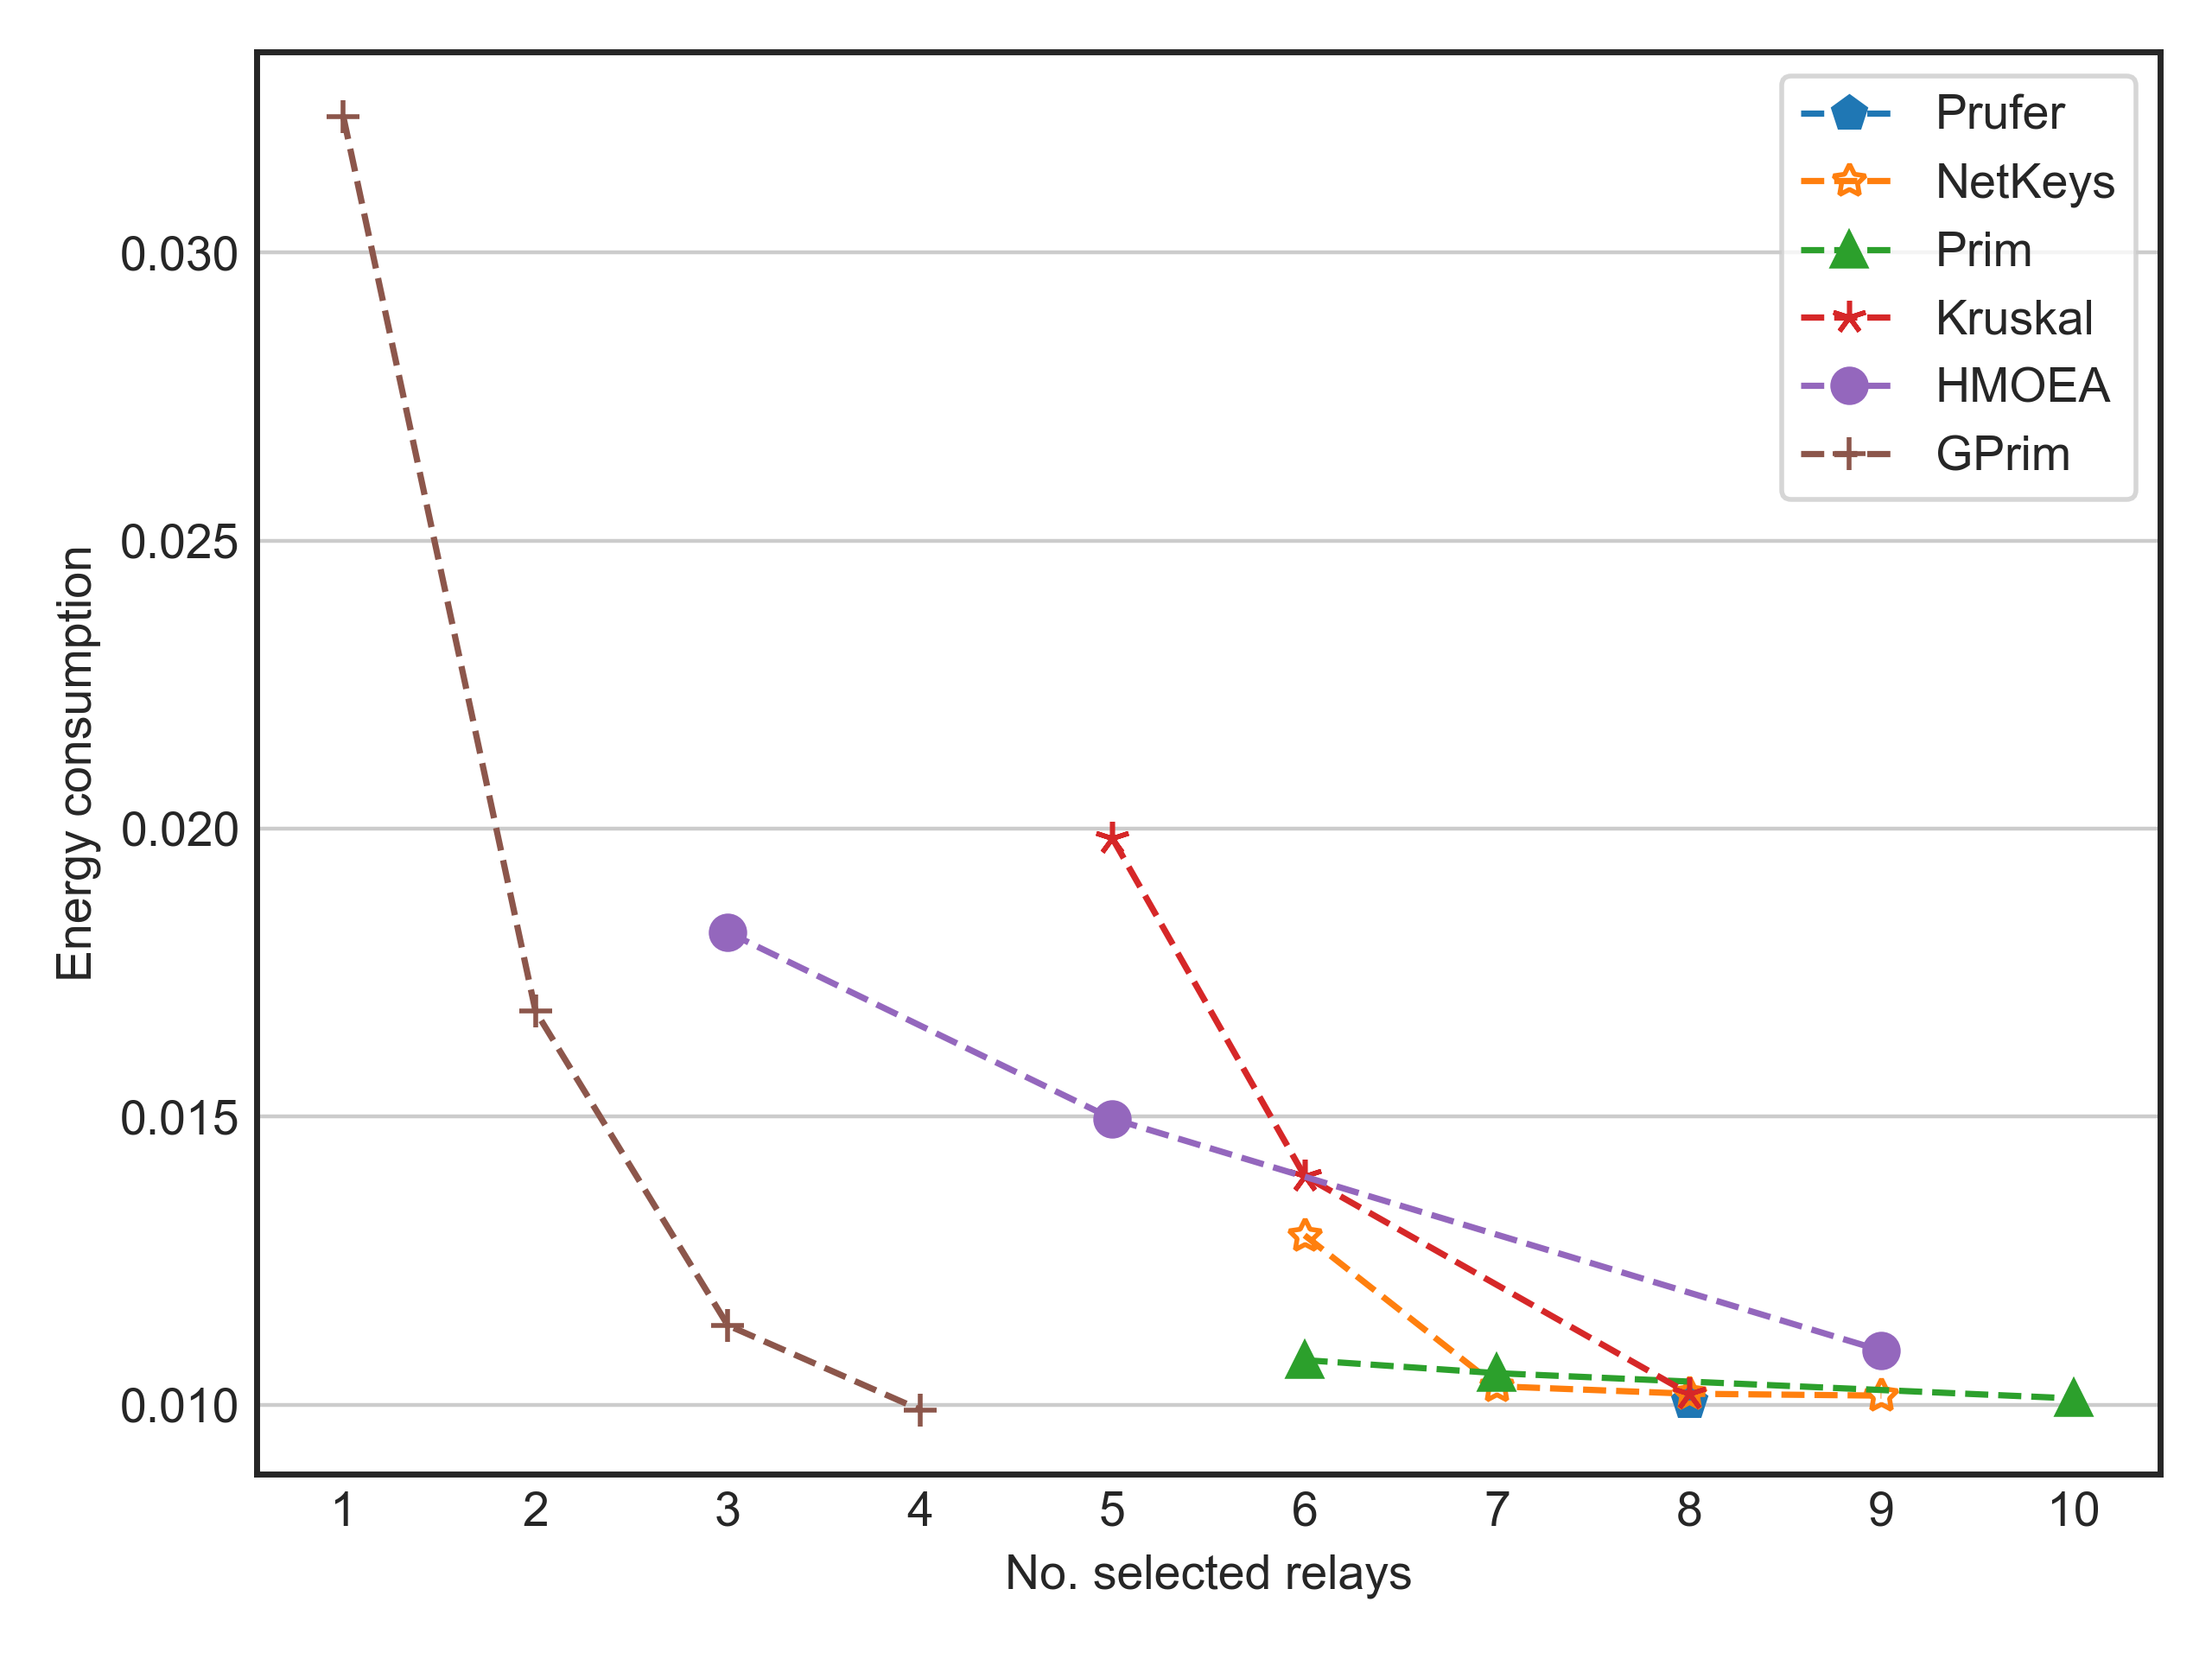 Prufer
NetKeys
Prim
Kruskal
HMOEA
GPrim
0.030
0.025
0.020
0.015
0.010
Energy consumption
1 2 3 4 5 6 7 8 9 10
No. selected relays